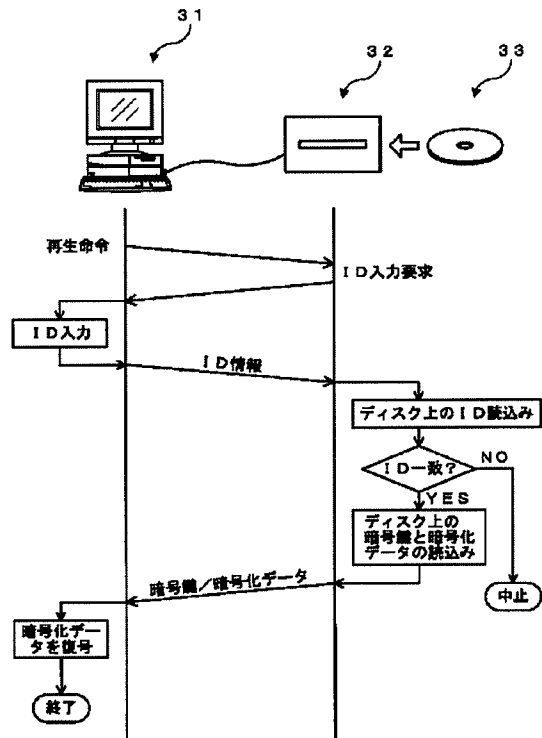 ３１
３２
３３
再生命令
ＩＤ入力要求
ＩＤ入力
ＩＤ情報
ディスク上のＩＤ読込み
ＩＤ一致？
ＮＯ
ＹＥＳ
ディスク上の
暗号鍵と暗号化
データの読込み
暗号鍵／暗号化データ
中止
暗号化デー
タを復号
終了